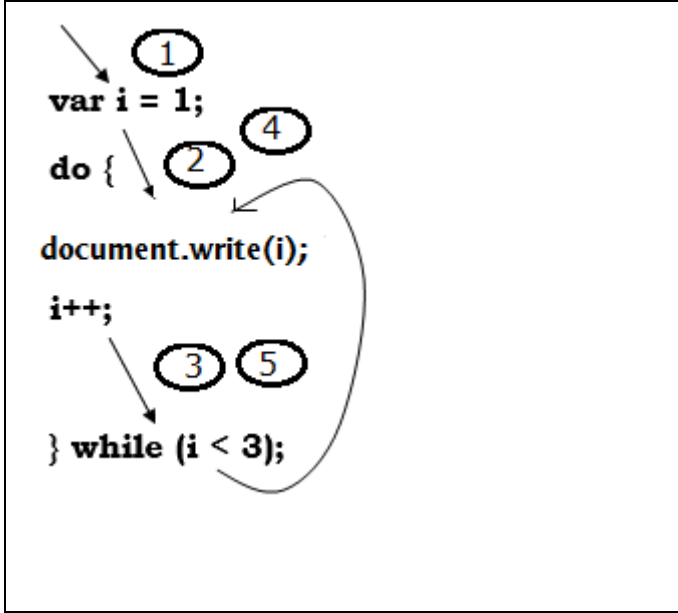 1
var i = 1;
4
do {
2
document.write(i);
i++;
3 5
} while (i < 3);